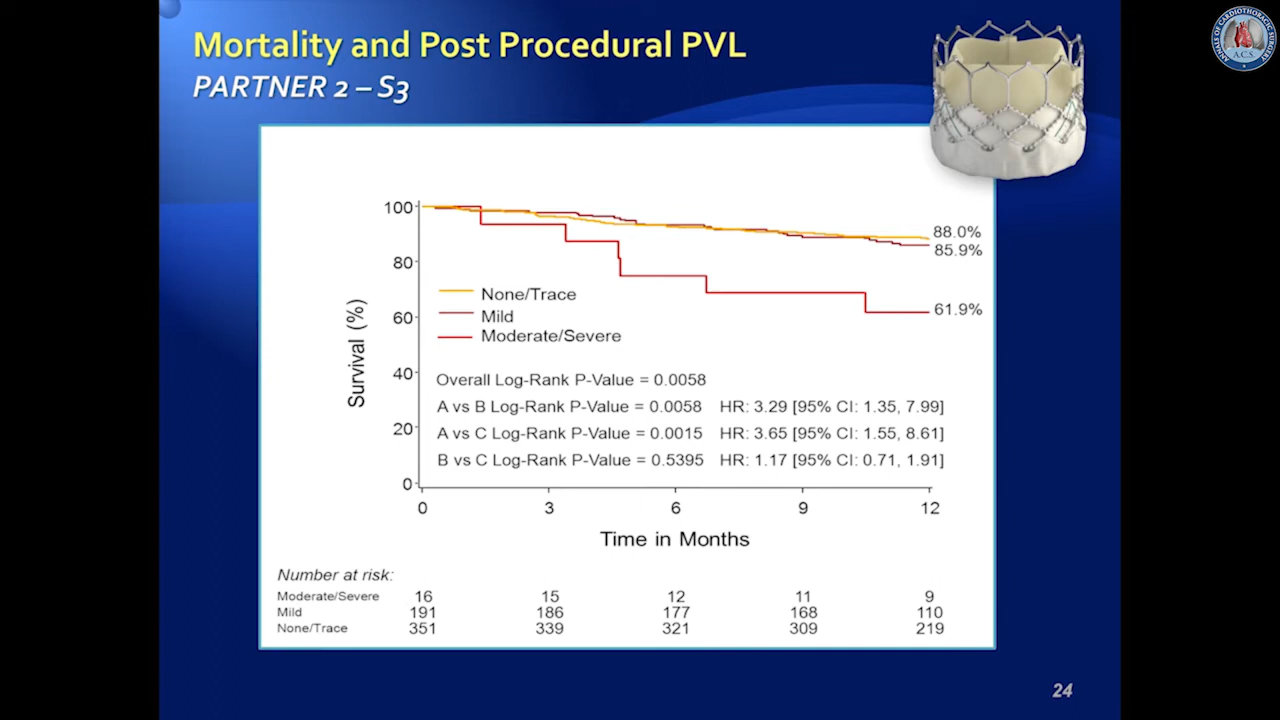 Mortality and Post Procedural PVL
PARTNER 2 – S3
ANNALS OF CARDIOTHORACIC SURGERY
A.C.S.
100
80
60
40
20
0
Survival (%)
88.0%
85.9%
61.9%
None/Trace
Mild
Moderate/Severe
Overall Log-Rank P-Value = 0.0058
A vs B Log-Rank P-Value = 0.0058 HR: 3.29 [95% CI: 1.35, 7.99]
A vs C Log-Rank P-Value = 0.0015 HR: 3.65 [95% CI: 1.55, 8.61]
B vs C Log-Rank P-Value = 0.5395 HR: 1.17 [95% CI: 0.71, 1.91]
0 3 6 9 12
Time in Months
Number at risk:
Moderate/Severe 16 15 12 11 9
Mild 191 186 177 168 110
None/Trace 351 339 321 309 219
24